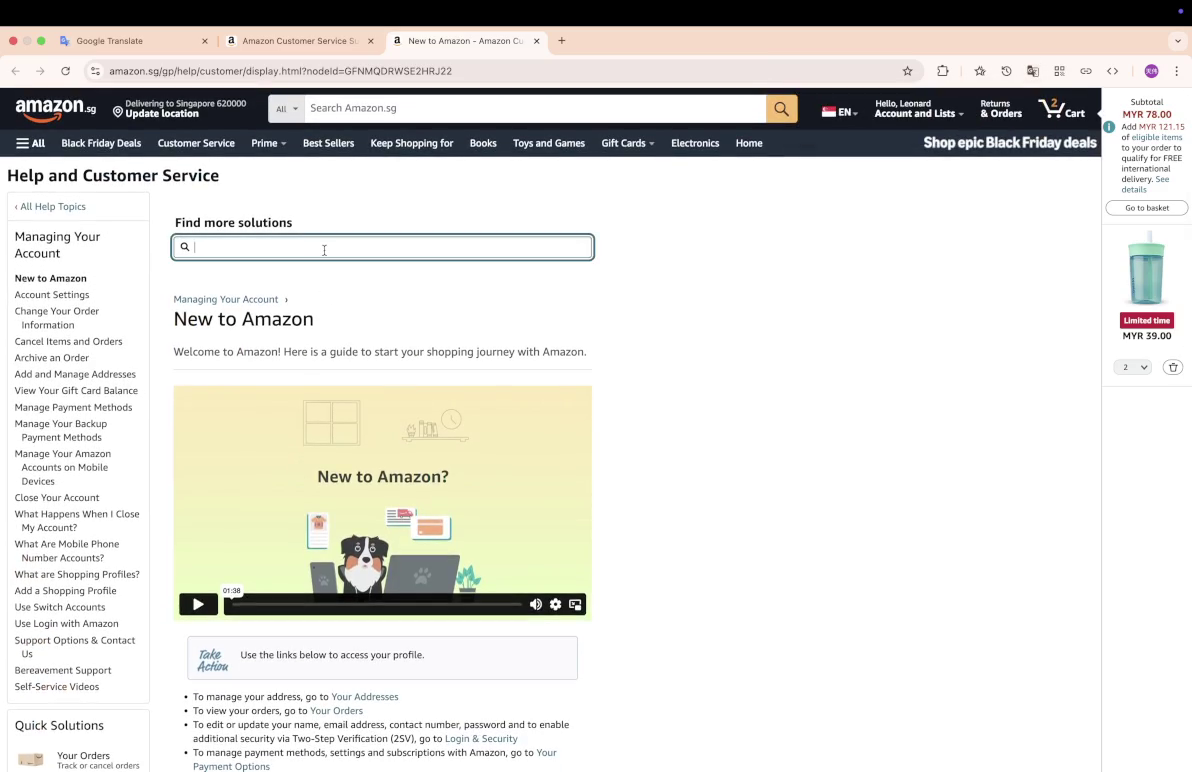 Google Translate
Amazon Customer Service Su
New to Amazon - Amazon Cu
amazon.sg/gp/help/customer/display.html?nodeId=GFNMQDRWSE2HRJ22
amazon.sg
Delivering to Singapore 620000
Update location
All
Search Amazon.sg
EN
Hello, Leonard
Account and Lists
Returns
& Orders
2
Cart
All
Black Friday Deals
Customer Service
Prime
Best Sellers
Keep Shopping for
Books
Toys and Games
Gift Cards
Electronics
Home
Shop epic Black Friday deals
Subtotal
MYR 78.00
Add MYR 121.15
of eligible items
to your order to
qualify for FREE
international
delivery. See
details
Go to basket
Limited time
MYR 39.00
2
Help and Customer Service
‹ All Help Topics
Managing Your
Account
New to Amazon
Account Settings
Change Your Order
Information
Cancel Items and Orders
Archive an Order
Add and Manage Addresses
View Your Gift Card Balance
Manage Payment Methods
Manage Your Backup
Payment Methods
Manage Your Amazon
Accounts on Mobile
Devices
Close Your Account
What Happens When I Close
My Account?
What Are Mobile Phone
Number Accounts?
What are Shopping Profiles?
Add a Shopping Profile
Use Switch Accounts
Use Login with Amazon
Support Options & Contact
Us
Bereavement Support
Self-Service Videos
Quick Solutions
Your Orders
Track or cancel orders
Find more solutions
Managing Your Account ›
New to Amazon
Welcome to Amazon! Here is a guide to start your shopping journey with Amazon.
New to Amazon?
01:38
Take
Action
Use the links below to access your profile.
• To manage your address, go to Your Addresses
• To view your orders, go to Your Orders
• To edit or update your name, email address, contact number, password and to enable
additional security via Two-Step Verification (2SV), go to Login & Security
• To manage payment methods, settings and subscriptions with Amazon, go to Your
Payment Options